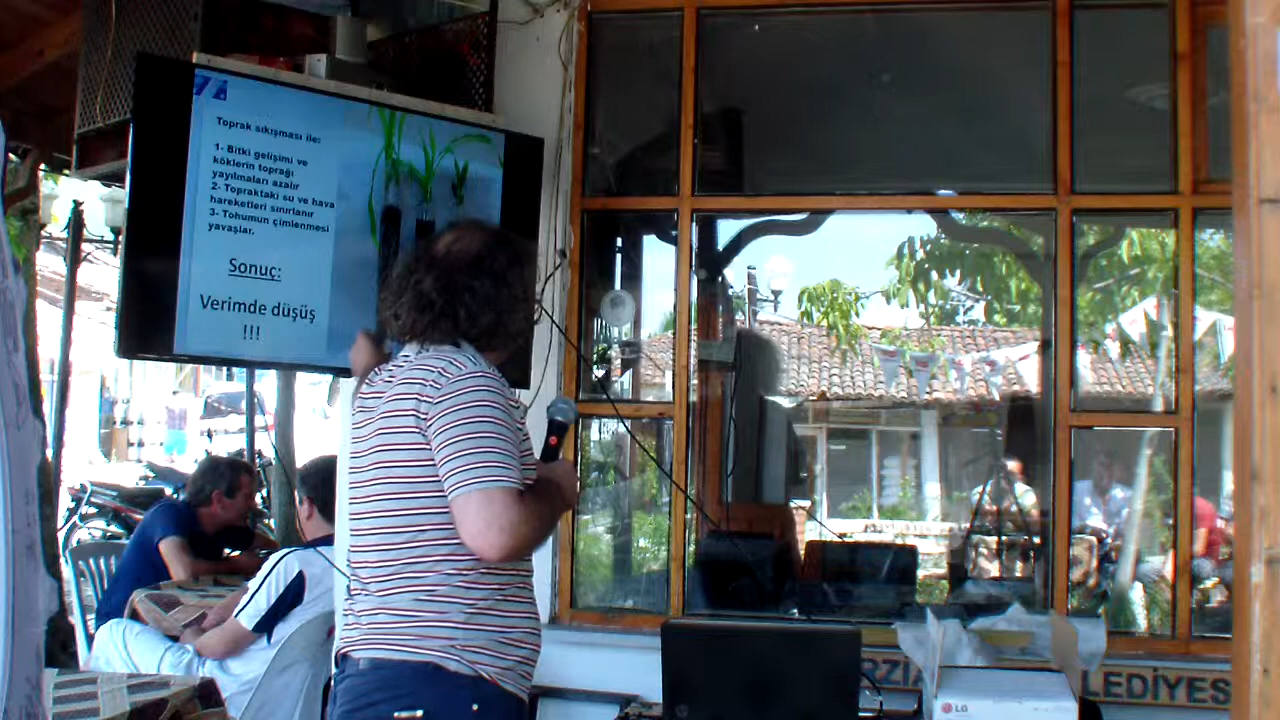 Toprak sıkışması ile:
1- Bitki gelişimi ve
köklerin toprağı
yayılmaları azalır
2- Topraktaki su ve hava
hareketleri sınırlanır
3- Tohumun çimlenmesi
yavaşlar.
Sonuç:
Verimde düşüş
!!!
LG
LEDİYES